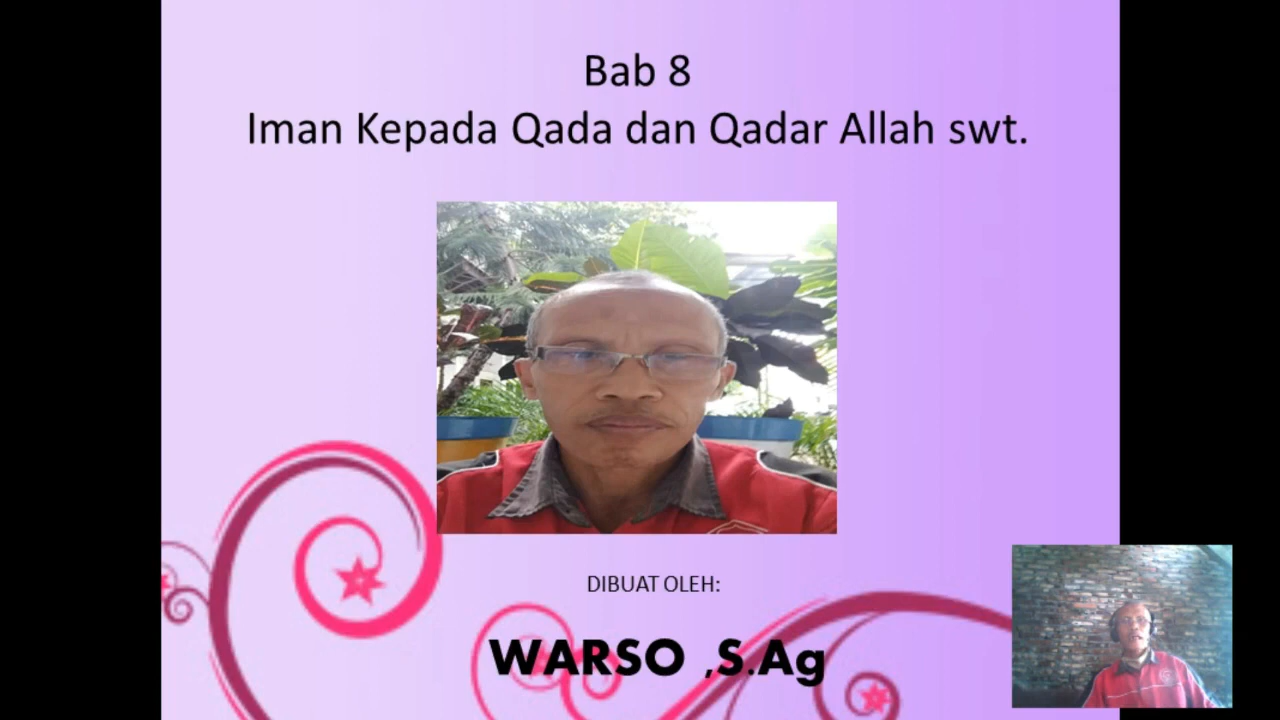 Bab 8
Iman Kepada Qada dan Qadar Allah swt.
DIBUAT OLEH:
WARSO ,S.Ag